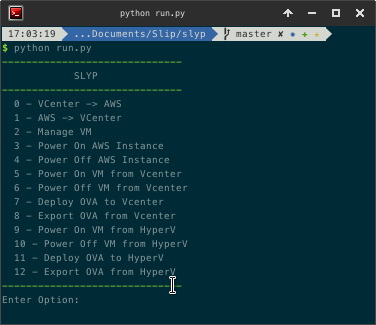 python run.py
17:03:19 ...Documents/Slip/slyp master ✘ ✹ ✚ ★
$ python run.py
------------------------------
SLYP
------------------------------
0 - VCenter -> AWS
1 - AWS -> VCenter
2 - Manage VM
3 - Power On AWS Instance
4 - Power Off AWS Instance
5 - Power On VM from Vcenter
6 - Power Off VM from Vcenter
7 - Deploy OVA to Vcenter
8 - Export OVA from Vcenter
9 - Power On VM from HyperV
10 - Power Off VM from HyperV
11 - Deploy OVA to HyperV
12 - Export OVA from HyperV
------------------------------
Enter Option: